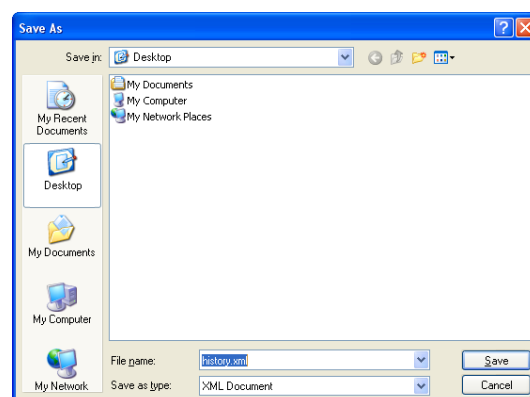 Save As
Save in: Desktop
My Documents
My Computer
My Network Places
My Recent
Documents
Desktop
My Documents
My Computer
My Network
File name: history.xml Save
Save as type: XML Document Cancel